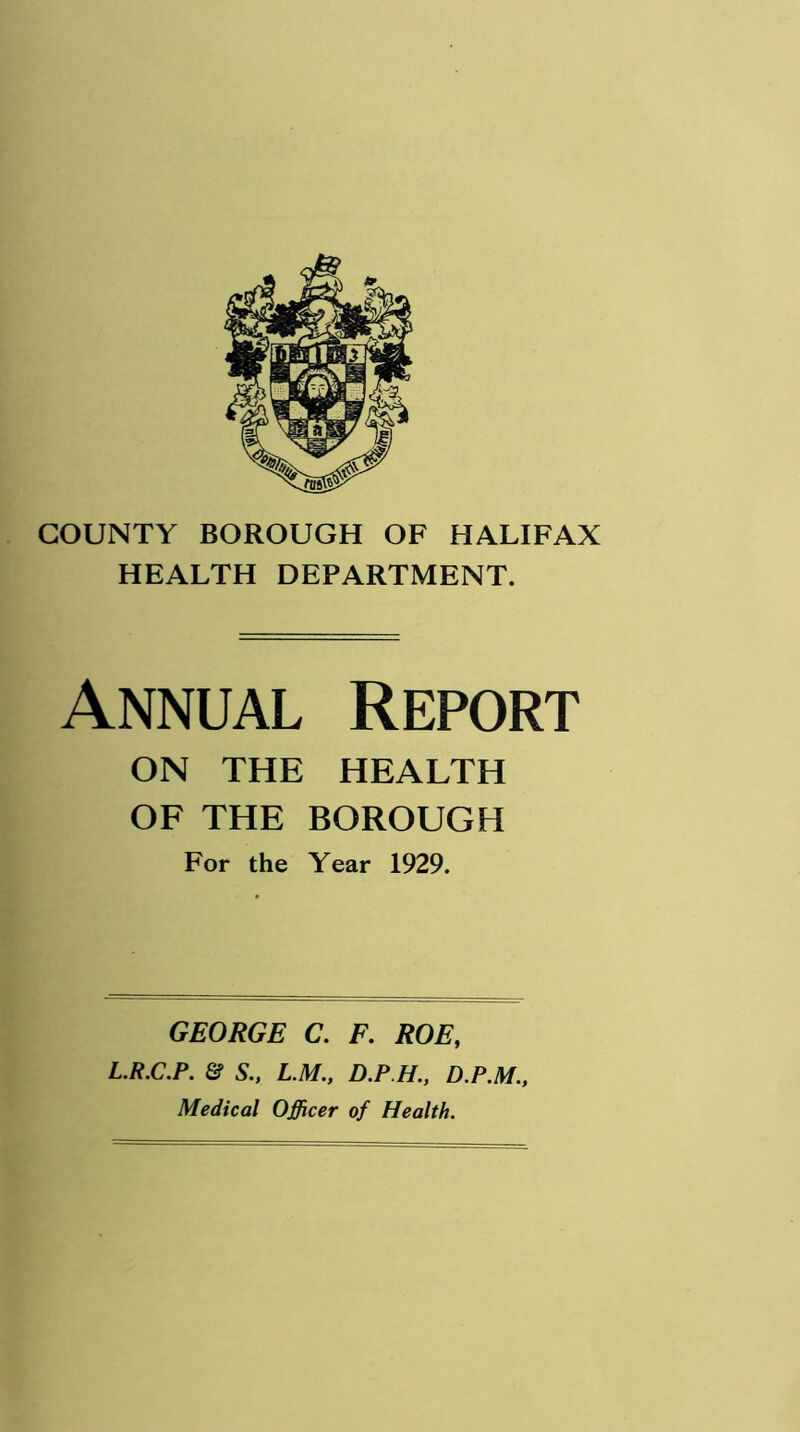 COUNTY BOROUGH OF HALIFAX
HEALTH DEPARTMENT.
ANNUAL REPORT
ON THE HEALTH
OF THE BOROUGH
For the Year 1929.
GEORGE C. F. ROE,
L.R.C.P. & S., L.M., D.P.H., D.P.M.,
Medical Officer of Health.